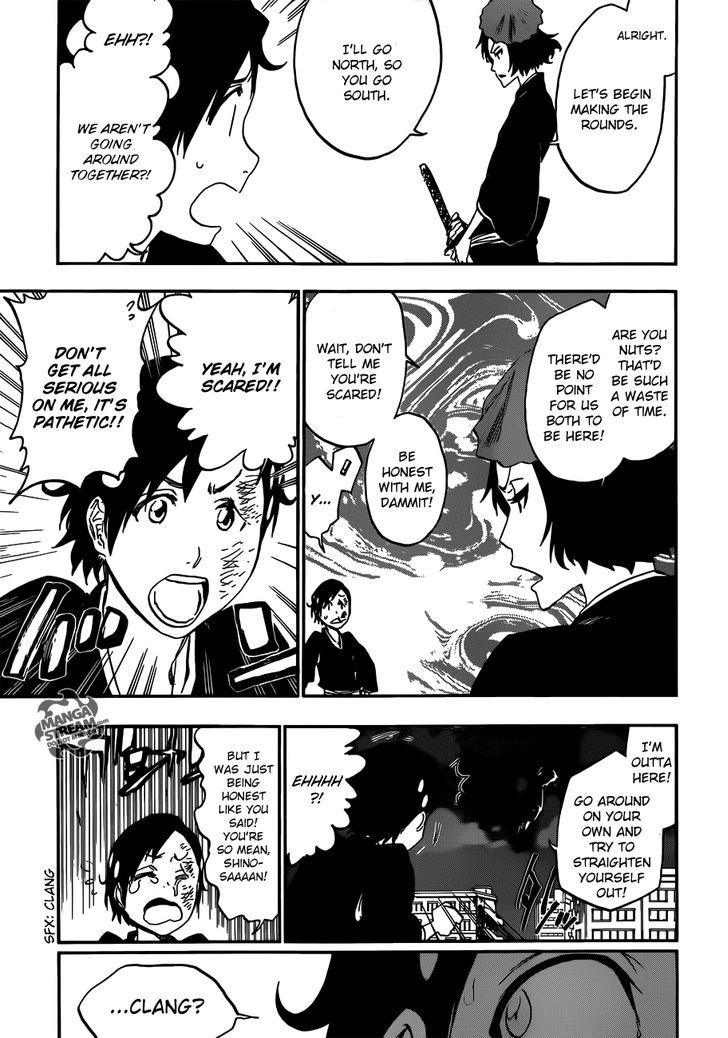 ALRIGHT.
LET'S BEGIN
MAKING THE
ROUNDS.
I'LL GO
NORTH, SO
YOU GO
SOUTH.
EHH?!
WE AREN'T
GOING
AROUND
TOGETHER?!
ARE YOU
NUTS?
THAT'D
BE SUCH
A WASTE
OF TIME.
THERE'D
BE NO
POINT
FOR US
BOTH TO
BE HERE!
WAIT, DON'T
TELL ME
YOU'RE
SCARED!
BE
HONEST
WITH ME,
DAMMIT!
!
Y...
YEAH, I'M
SCARED!!
DON'T
GET ALL
SERIOUS
ON ME, IT'S
PATHETIC!!
I'M
OUTTA
HERE!
GO AROUND
ON YOUR
OWN AND
TRY TO
STRAIGHTEN
YOURSELF
OUT!
EHHHH
?!
BUT I
WAS JUST
BEING
HONEST
LIKE YOU
SAID!
YOU'RE
SO MEAN,
SHINO-
SAAAAN!
SFX: CLANG
...CLANG?
MANGA
STREAM.com